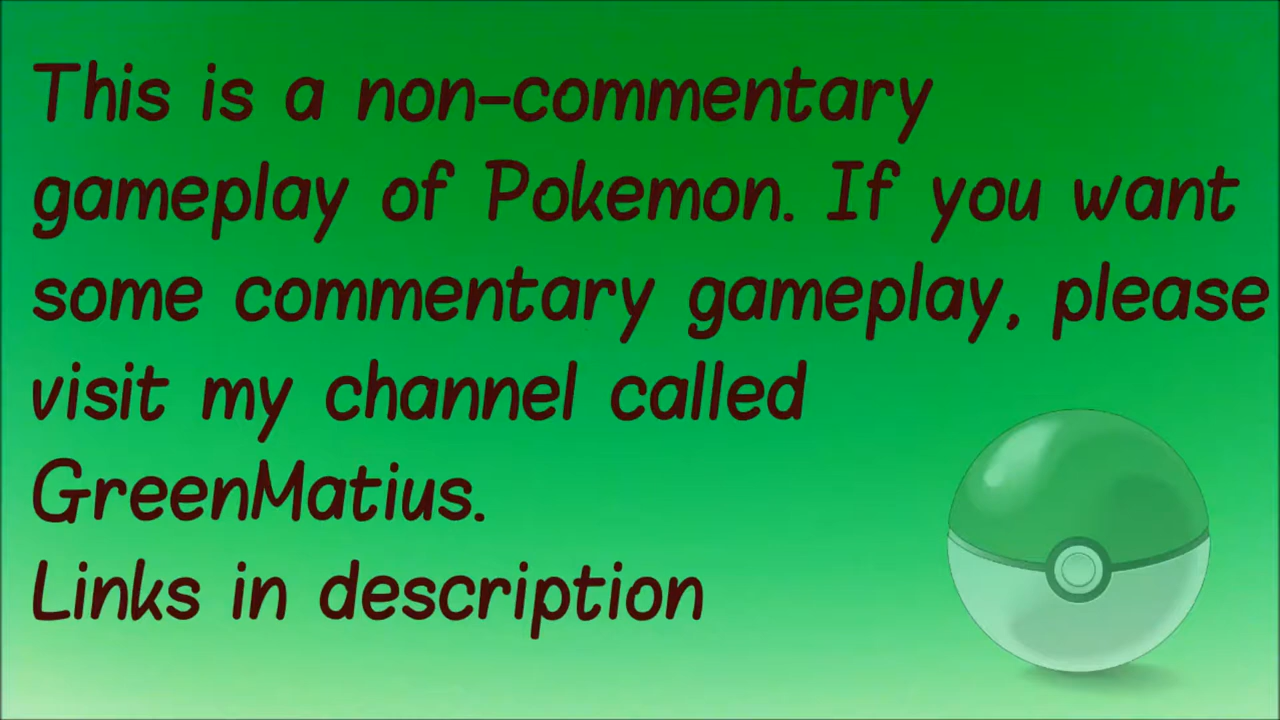 This is a non-commentary
gameplay of Pokemon. If you want
some commentary gameplay, please
visit my channel called
GreenMatius.
Links in description